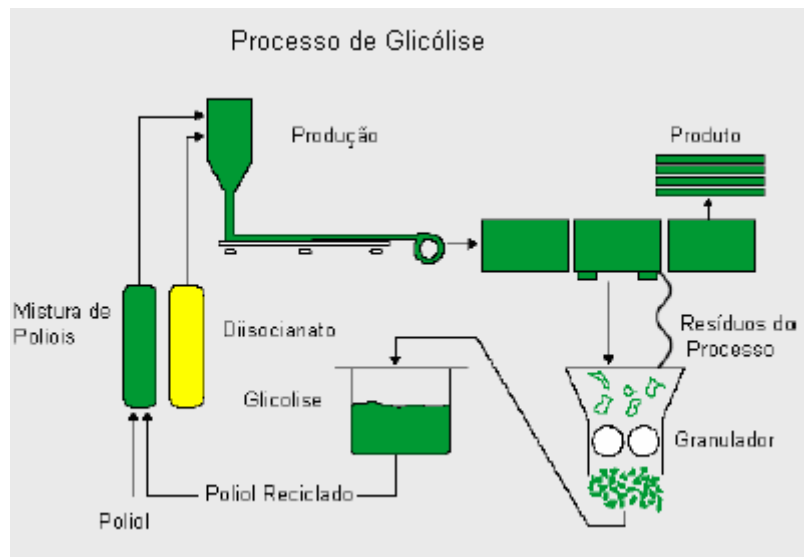 Processo de Glicólise
Produção
Produto
Mistura de
Poliois
Diisocianato
Resíduos do
Processo
Glicolise
Granulador
Poliol Reciclado
Poliol